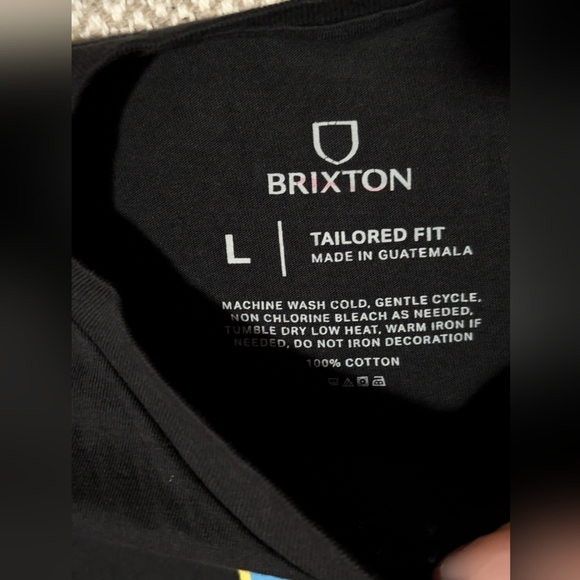 BRIXTON
L
TAILORED FIT
MADE IN GUATEMALA
MACHINE WASH COLD, GENTLE CYCLE,
NON CHLORINE BLEACH AS NEEDED,
TUMBLE DRY LOW HEAT, WARM IRON IF
NEEDED, DO NOT IRON DECORATION
100% COTTON